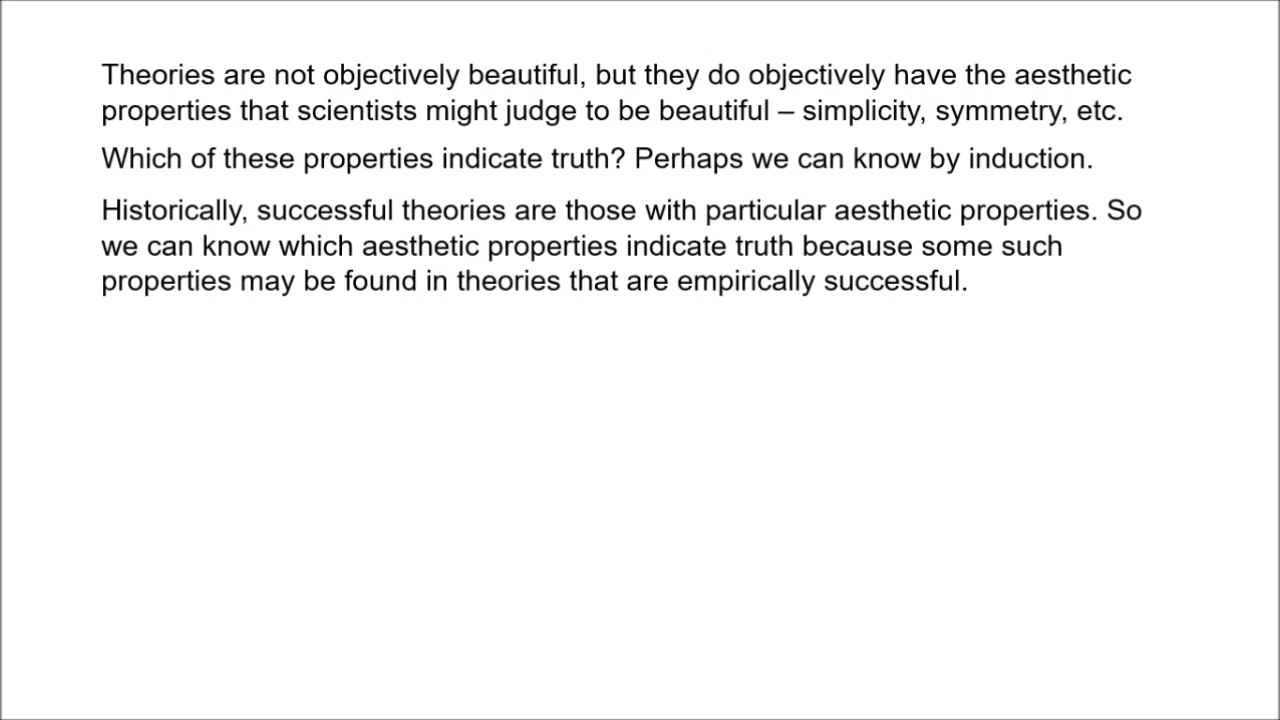 Theories are not objectively beautiful, but they do objectively have the aesthetic
properties that scientists might judge to be beautiful – simplicity, symmetry, etc.
Which of these properties indicate truth? Perhaps we can know by induction.
Historically, successful theories are those with particular aesthetic properties. So
we can know which aesthetic properties indicate truth because some such
properties may be found in theories that are empirically successful.